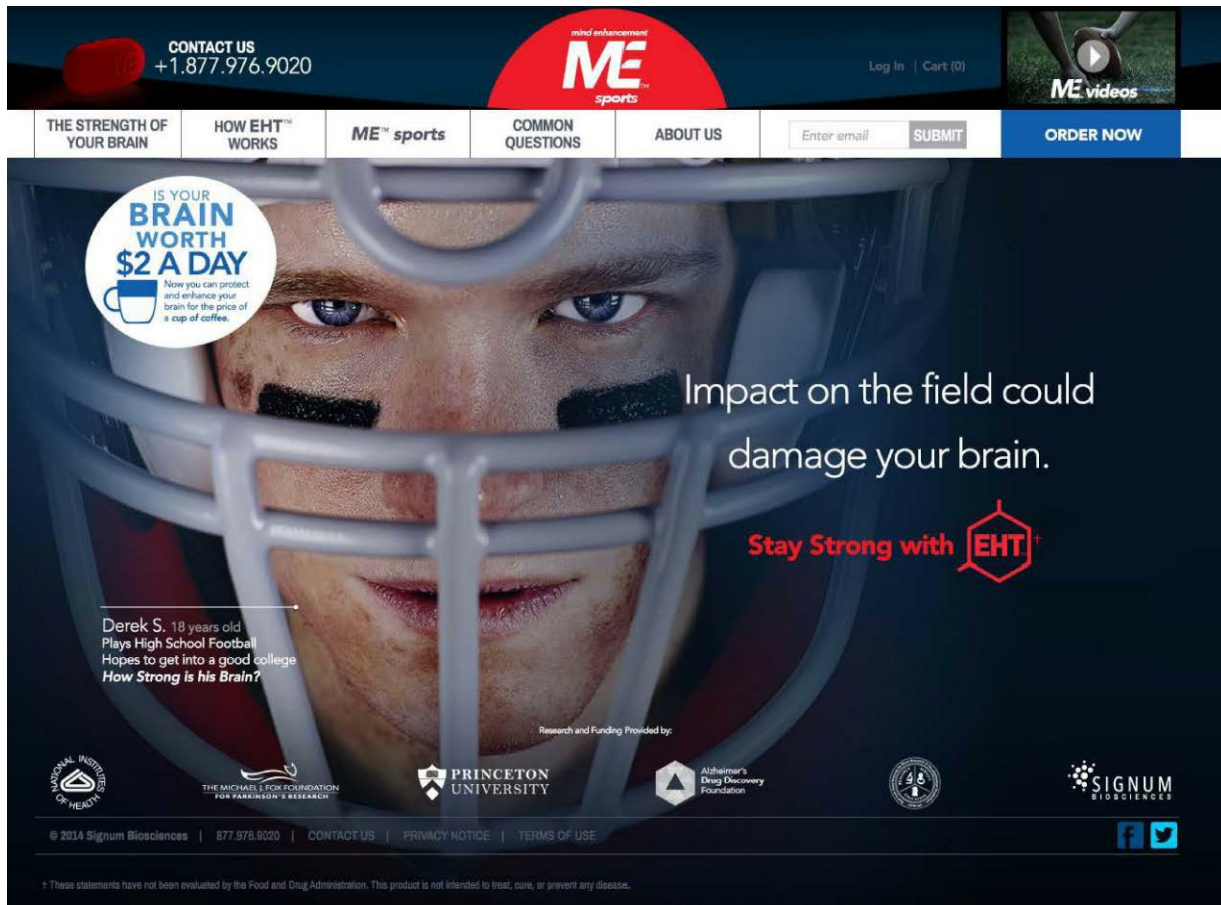 CONTACT US
+1.877.976.9020
mind enhancement
ME™
sports
Log In | Cart (0)
ME videos
THE STRENGTH OF
YOUR BRAIN
HOW EHT™
WORKS
ME™ sports
COMMON
QUESTIONS
ABOUT US
Enter email
SUBMIT
ORDER NOW
IS YOUR
BRAIN
WORTH
$2 A DAY
Now you can protect
and enhance your
brain for the price of
a cup of coffee.
Impact on the field could
damage your brain.
Stay Strong with EHT†
Derek S. 18 years old
Plays High School Football
Hopes to get into a good college
How Strong is his Brain?
Research and Funding Provided by:
NATIONAL INSTITUTES
OF HEALTH
THE MICHAEL J. FOX FOUNDATION
FOR PARKINSON'S RESEARCH
PRINCETON
UNIVERSITY
Alzheimer's
Drug Discovery
Foundation
SIGNUM
BIOSCIENCES
© 2014 Signum Biosciences | 877.976.9020 | CONTACT US | PRIVACY NOTICE | TERMS OF USE
† These statements have not been evaluated by the Food and Drug Administration. This product is not intended to treat, cure, or prevent any disease.